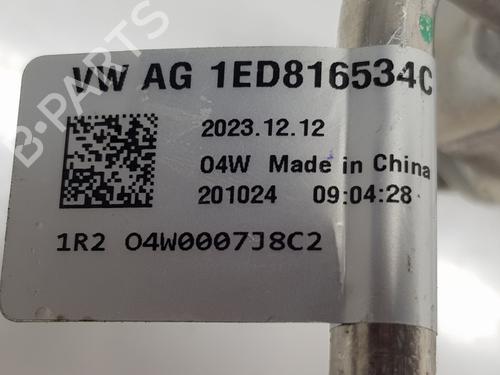 VW AG 1ED816534C
2023.12.12
04W Made in China
201024 09:04:28
1R2 04W0007J8C2
B-PARTS